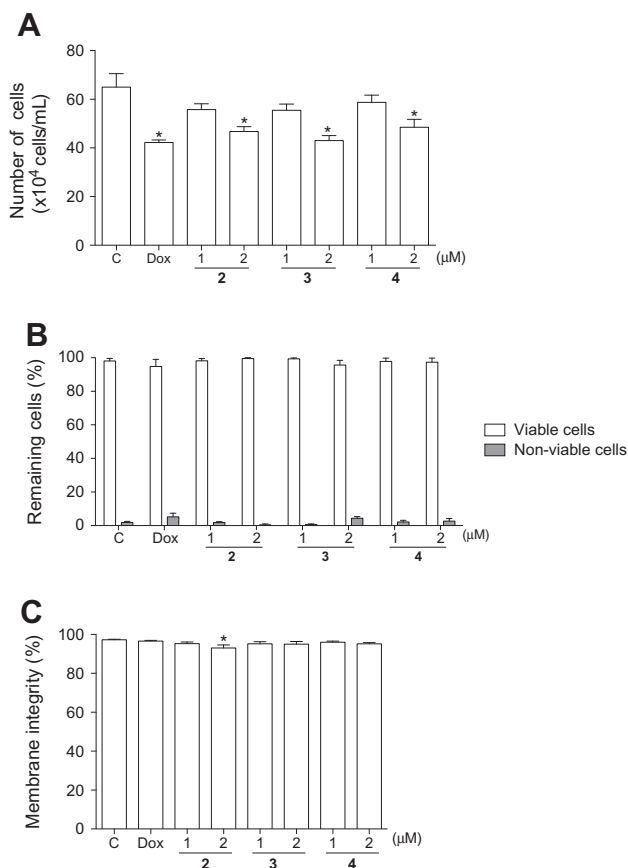 A
Number of cells
(x10⁴ cells/mL)
80
60
40
20
0
*
*
*
*
C Dox 1 2 1 2 1 2 (μM)
2 3 4
B
Remaining cells (%)
100
80
60
40
20
0
C Dox 1 2 1 2 1 2 (μM)
2 3 4
Viable cells
Non-viable cells
C
Membrane integrity (%)
100
80
60
40
20
0
*
C Dox 1 2 1 2 1 2 (μM)
2 3 4